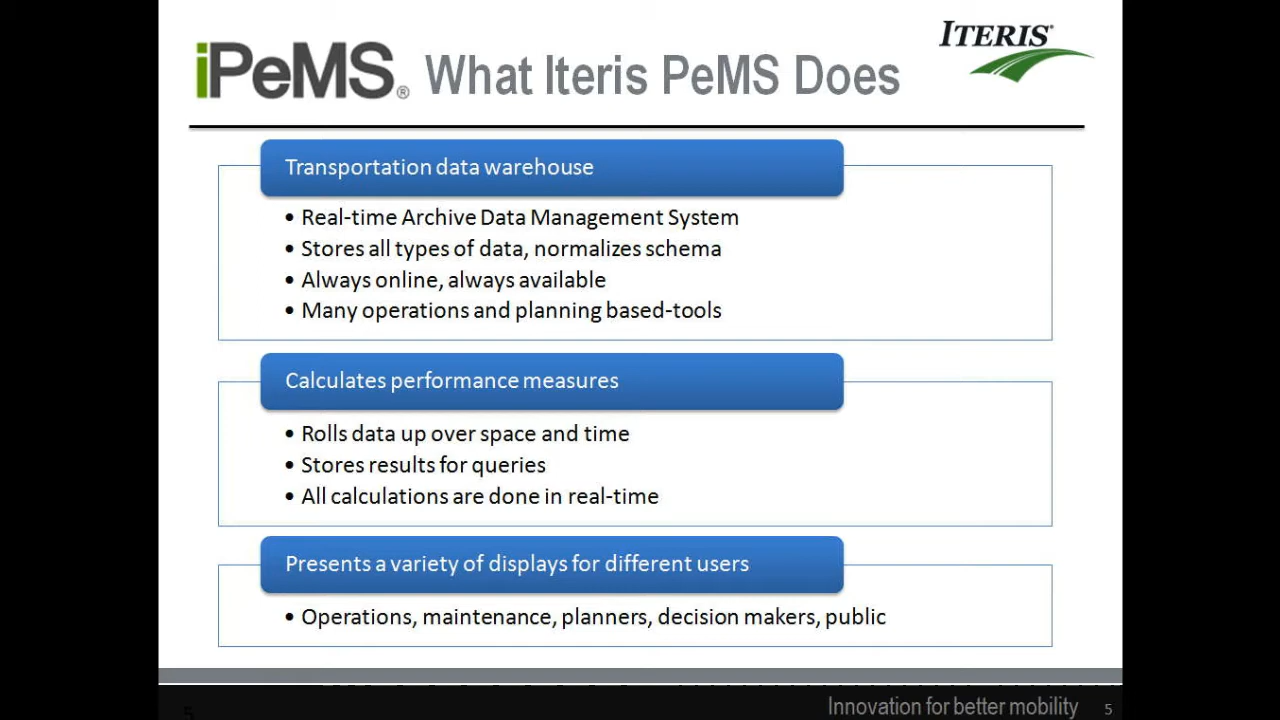 iPeMS® What Iteris PeMS Does
ITERIS®
Transportation data warehouse
• Real-time Archive Data Management System
• Stores all types of data, normalizes schema
• Always online, always available
• Many operations and planning based-tools
Calculates performance measures
• Rolls data up over space and time
• Stores results for queries
• All calculations are done in real-time
Presents a variety of displays for different users
• Operations, maintenance, planners, decision makers, public
Innovation for better mobility 5
5